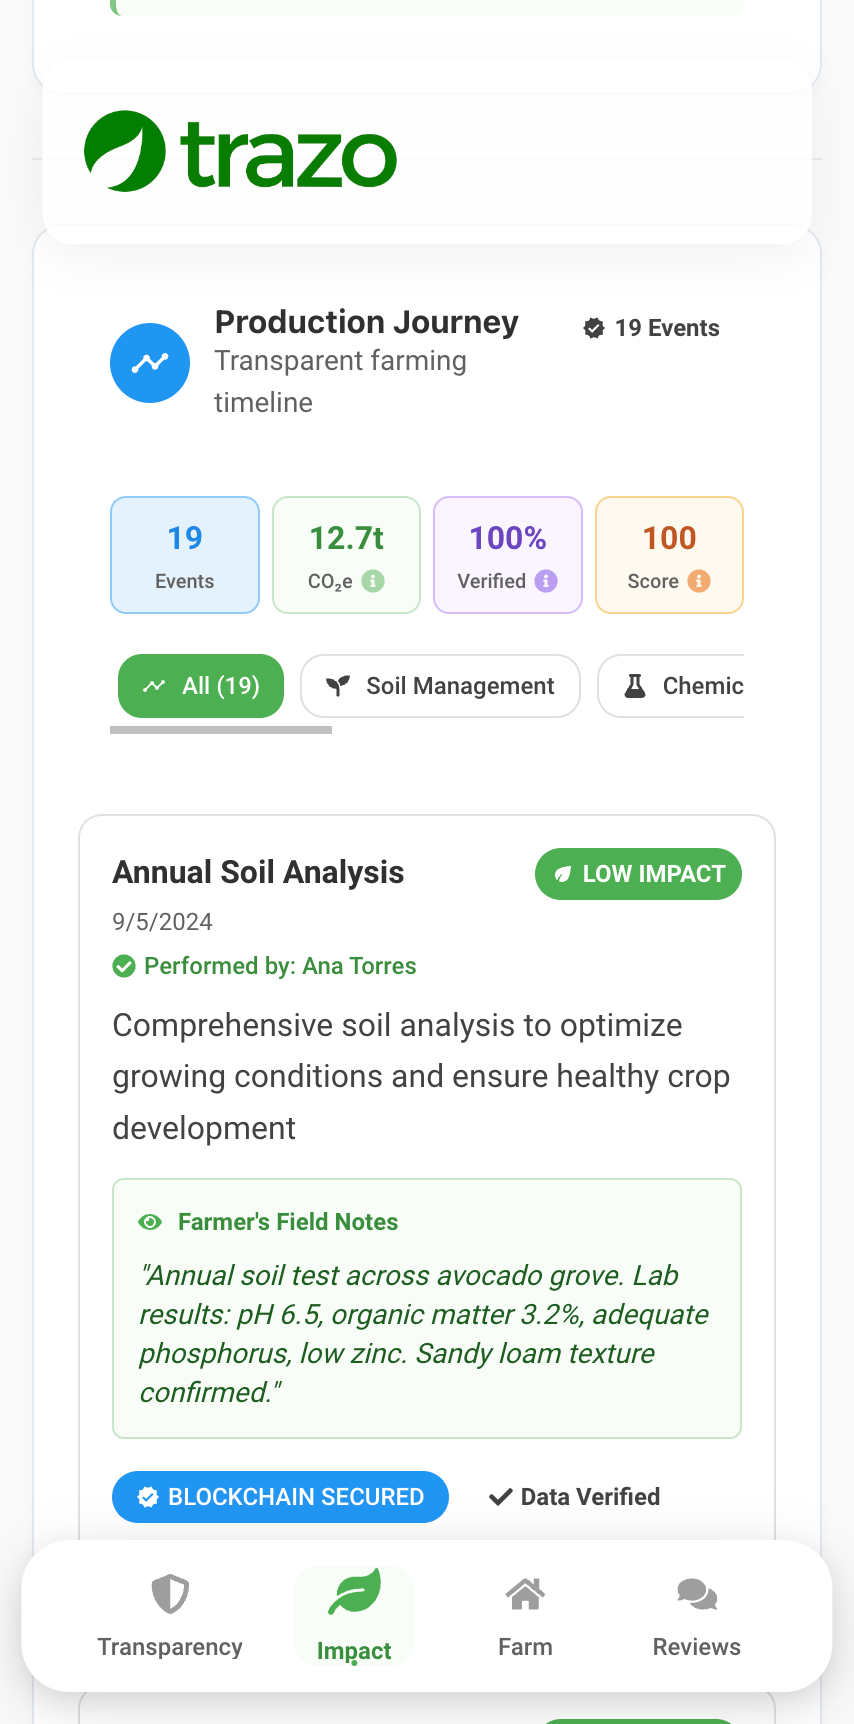 trazo
Production Journey
19 Events
Transparent farming
timeline
19
Events
12.7t
CO₂e
100%
Verified
100
Score
All (19)
Soil Management
Chemic
Annual Soil Analysis
LOW IMPACT
9/5/2024
Performed by: Ana Torres
Comprehensive soil analysis to optimize
growing conditions and ensure healthy crop
development
Farmer's Field Notes
"Annual soil test across avocado grove. Lab
results: pH 6.5, organic matter 3.2%, adequate
phosphorus, low zinc. Sandy loam texture
confirmed."
BLOCKCHAIN SECURED
Data Verified
Transparency
Impact
Farm
Reviews